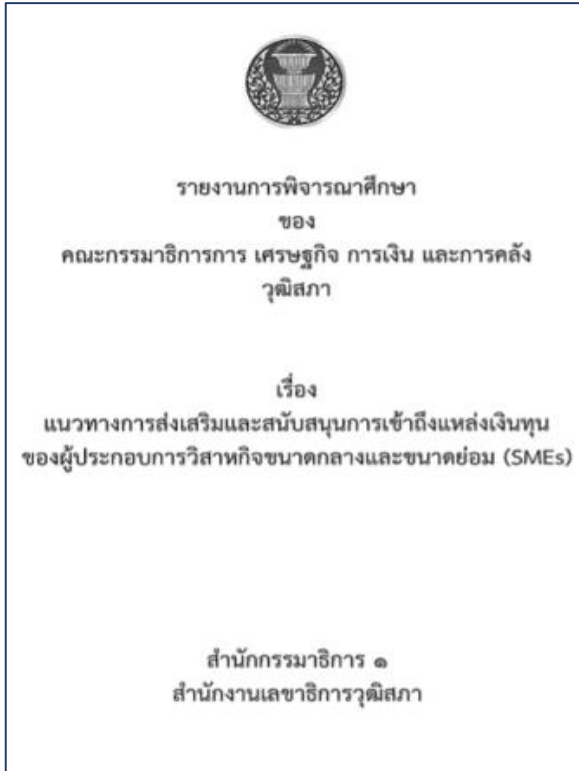 รายงานการพิจารณาศึกษา
ของ
คณะกรรมาธิการการ เศรษฐกิจ การเงิน และการคลัง
วุฒิสภา
เรื่อง
แนวทางการส่งเสริมและสนับสนุนการเข้าถึงแหล่งเงินทุน
ของผู้ประกอบการวิสาหกิจขนาดกลางและขนาดย่อม (SMEs)
สำนักกรรมาธิการ ๑
สำนักงานเลขาธิการวุฒิสภา